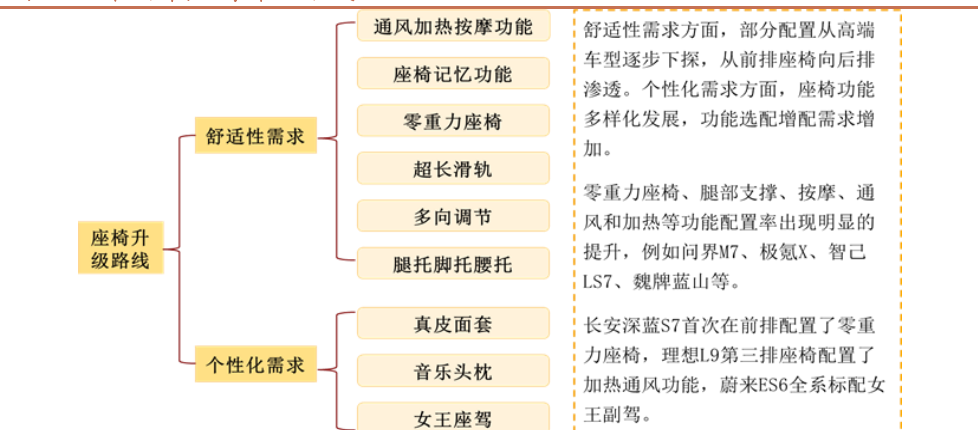 座椅升
级路线
舒适性需求
通风加热按摩功能
座椅记忆功能
零重力座椅
超长滑轨
多向调节
腿托脚托腰托
个性化需求
真皮面套
音乐头枕
女王座驾
舒适性需求方面，部分配置从高端
车型逐步下探，从前排座椅向后排
渗透。个性化需求方面，座椅功能
多样化发展，功能选配增配需求增
加。
零重力座椅、腿部支撑、按摩、通
风和加热等功能配置率出现明显的
提升，例如问界M7、极氪X、智己
LS7、魏牌蓝山等。
长安深蓝S7首次在前排配置了零重
力座椅，理想L9第三排座椅配置了
加热通风功能，蔚来ES6全系标配女
王副驾。